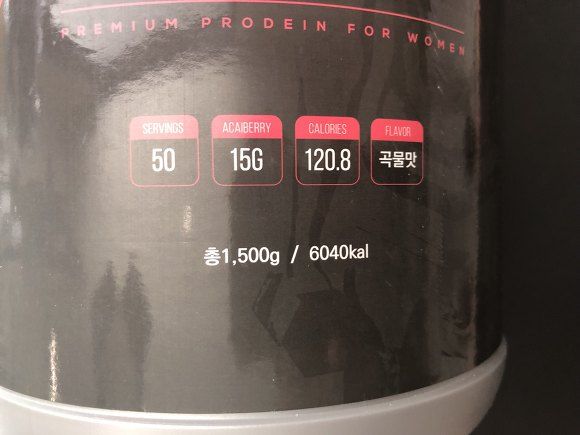 PREMIUM PRODEIN FOR WOMEN
SERVINGS ACAIBERRY CALORIES FLAVOR
50 15G 120.8 곡물맛
총1,500g / 6040kal